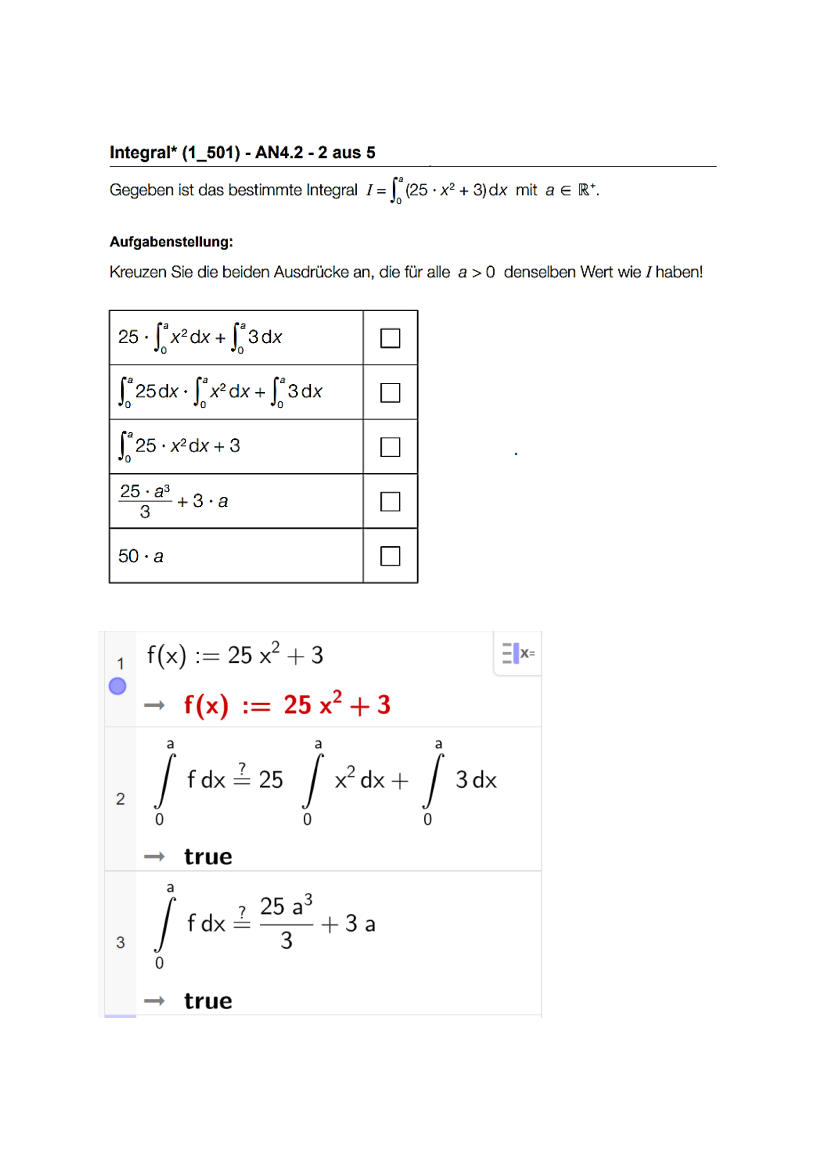 Integral* (1_501) - AN4.2 - 2 aus 5
Gegeben ist das bestimmte Integral I = ∫₀ᵃ (25 · x² + 3) dx mit a ∈ ℝ⁺.
Aufgabenstellung:
Kreuzen Sie die beiden Ausdrücke an, die für alle a > 0 denselben Wert wie I haben!
25 · ∫₀ᵃ x² dx + ∫₀ᵃ 3 dx ☐
∫₀ᵃ 25 dx · ∫₀ᵃ x² dx + ∫₀ᵃ 3 dx ☐
∫₀ᵃ 25 · x² dx + 3 ☐
(25 · a³)/3 + 3 · a ☐
50 · a ☐
1 f(x) := 25 x² + 3 x=
→ f(x) := 25 x² + 3
2 ∫₀ᵃ f dx ≟ 25 ∫₀ᵃ x² dx + ∫₀ᵃ 3 dx
→ true
3 ∫₀ᵃ f dx ≟ (25 a³)/3 + 3 a
→ true